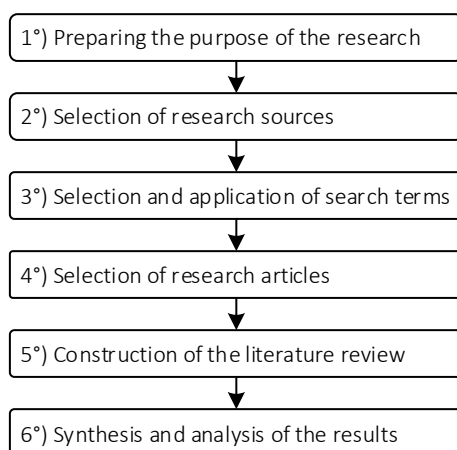 1°) Preparing the purpose of the research
2°) Selection of research sources
3°) Selection and application of search terms
4°) Selection of research articles
5°) Construction of the literature review
6°) Synthesis and analysis of the results